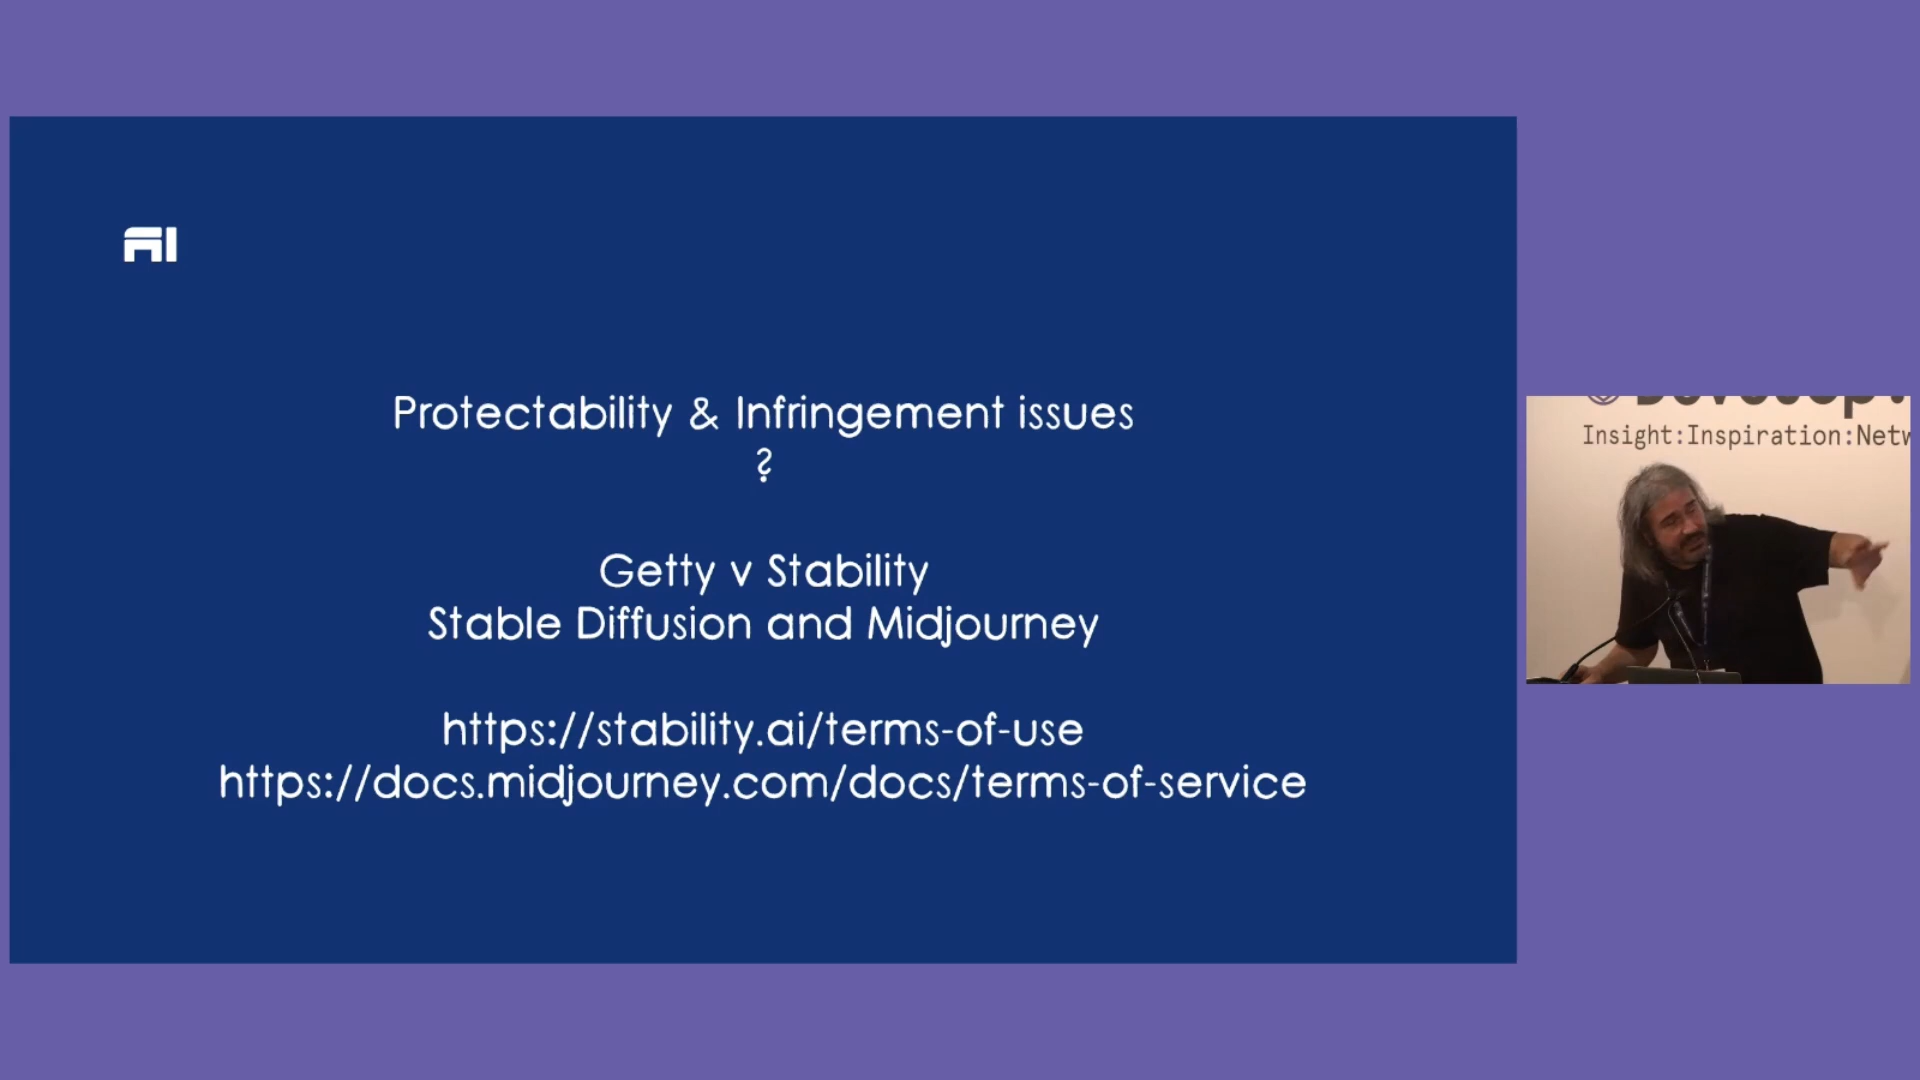 AI
Protectability & Infringement issues
?
Getty v Stability
Stable Diffusion and Midjourney
https://stability.ai/terms-of-use
https://docs.midjourney.com/docs/terms-of-service
Insight:Inspiration: